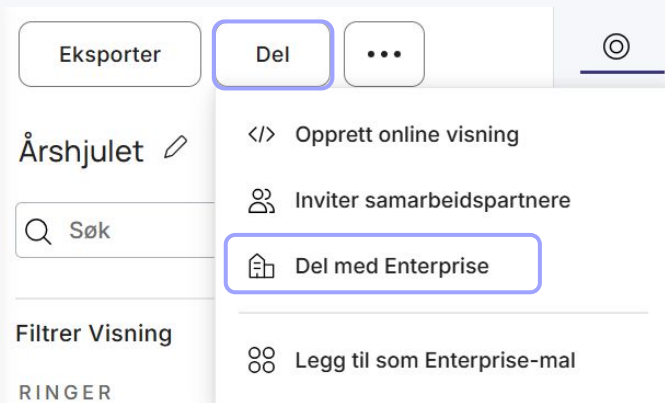 Eksporter
Del
Årshjulet
Opprett online visning
Inviter samarbeidspartnere
Søk
Del med Enterprise
Filtrer Visning
Legg til som Enterprise-mal
RINGER